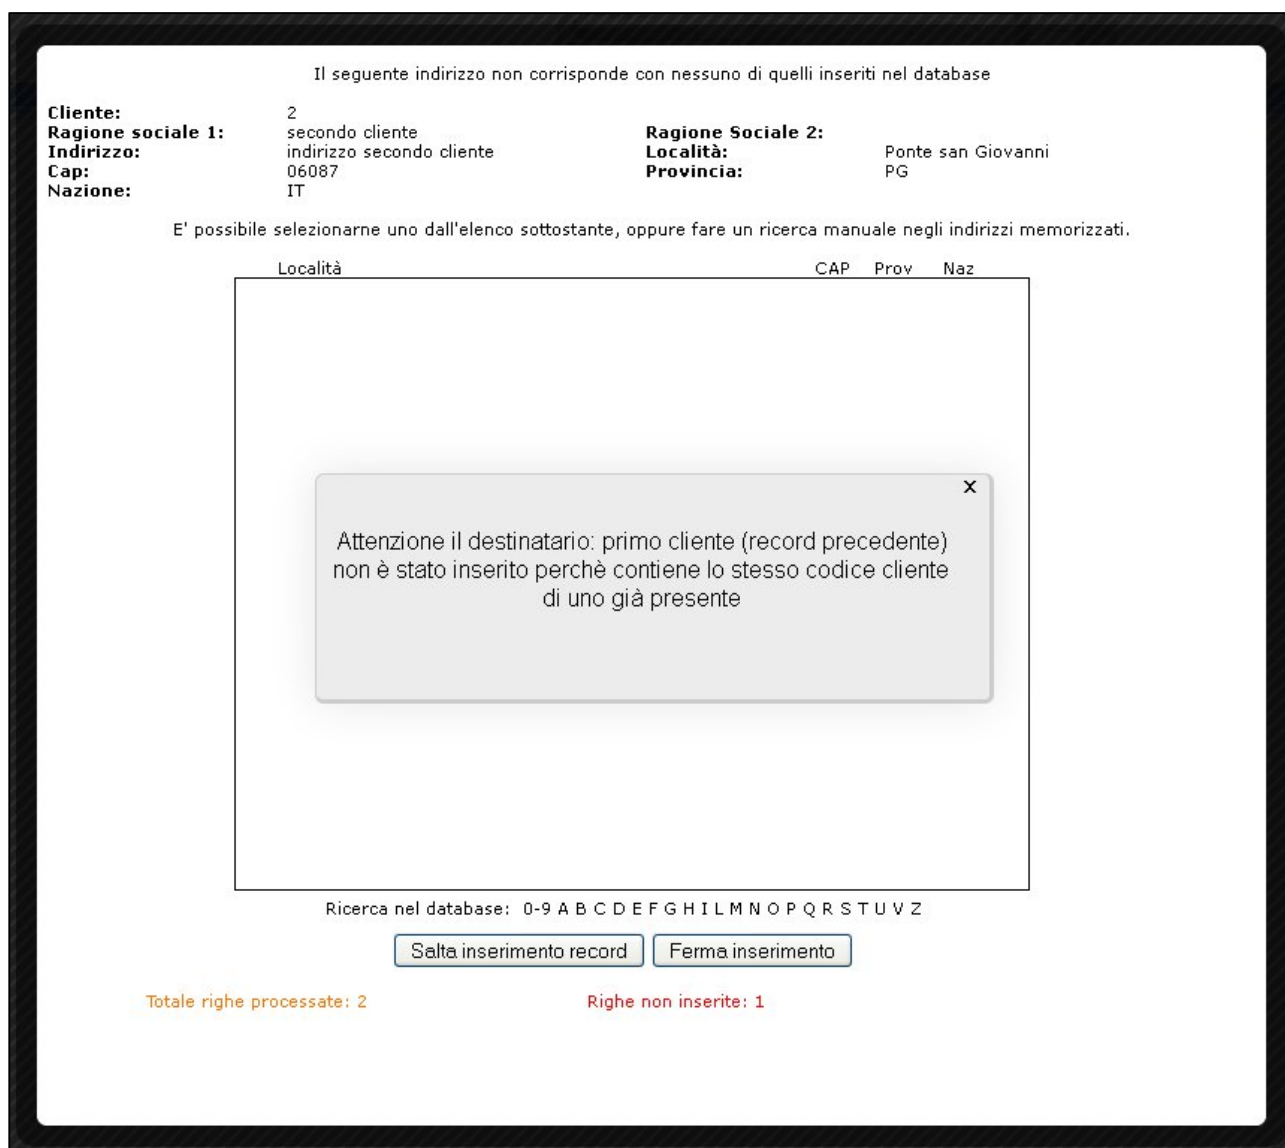 Il seguente indirizzo non corrisponde con nessuno di quelli inseriti nel database
Cliente: 2
Ragione sociale 1: secondo cliente Ragione Sociale 2:
Indirizzo: indirizzo secondo cliente Località: Ponte san Giovanni
Cap: 06087 Provincia: PG
Nazione: IT
E' possibile selezionarne uno dall'elenco sottostante, oppure fare un ricerca manuale negli indirizzi memorizzati.
Località CAP Prov Naz
x
Attenzione il destinatario: primo cliente (record precedente)
non è stato inserito perchè contiene lo stesso codice cliente
di uno già presente
Ricerca nel database: 0-9 A B C D E F G H I L M N O P Q R S T U V Z
Salta inserimento record Ferma inserimento
Totale righe processate: 2 Righe non inserite: 1